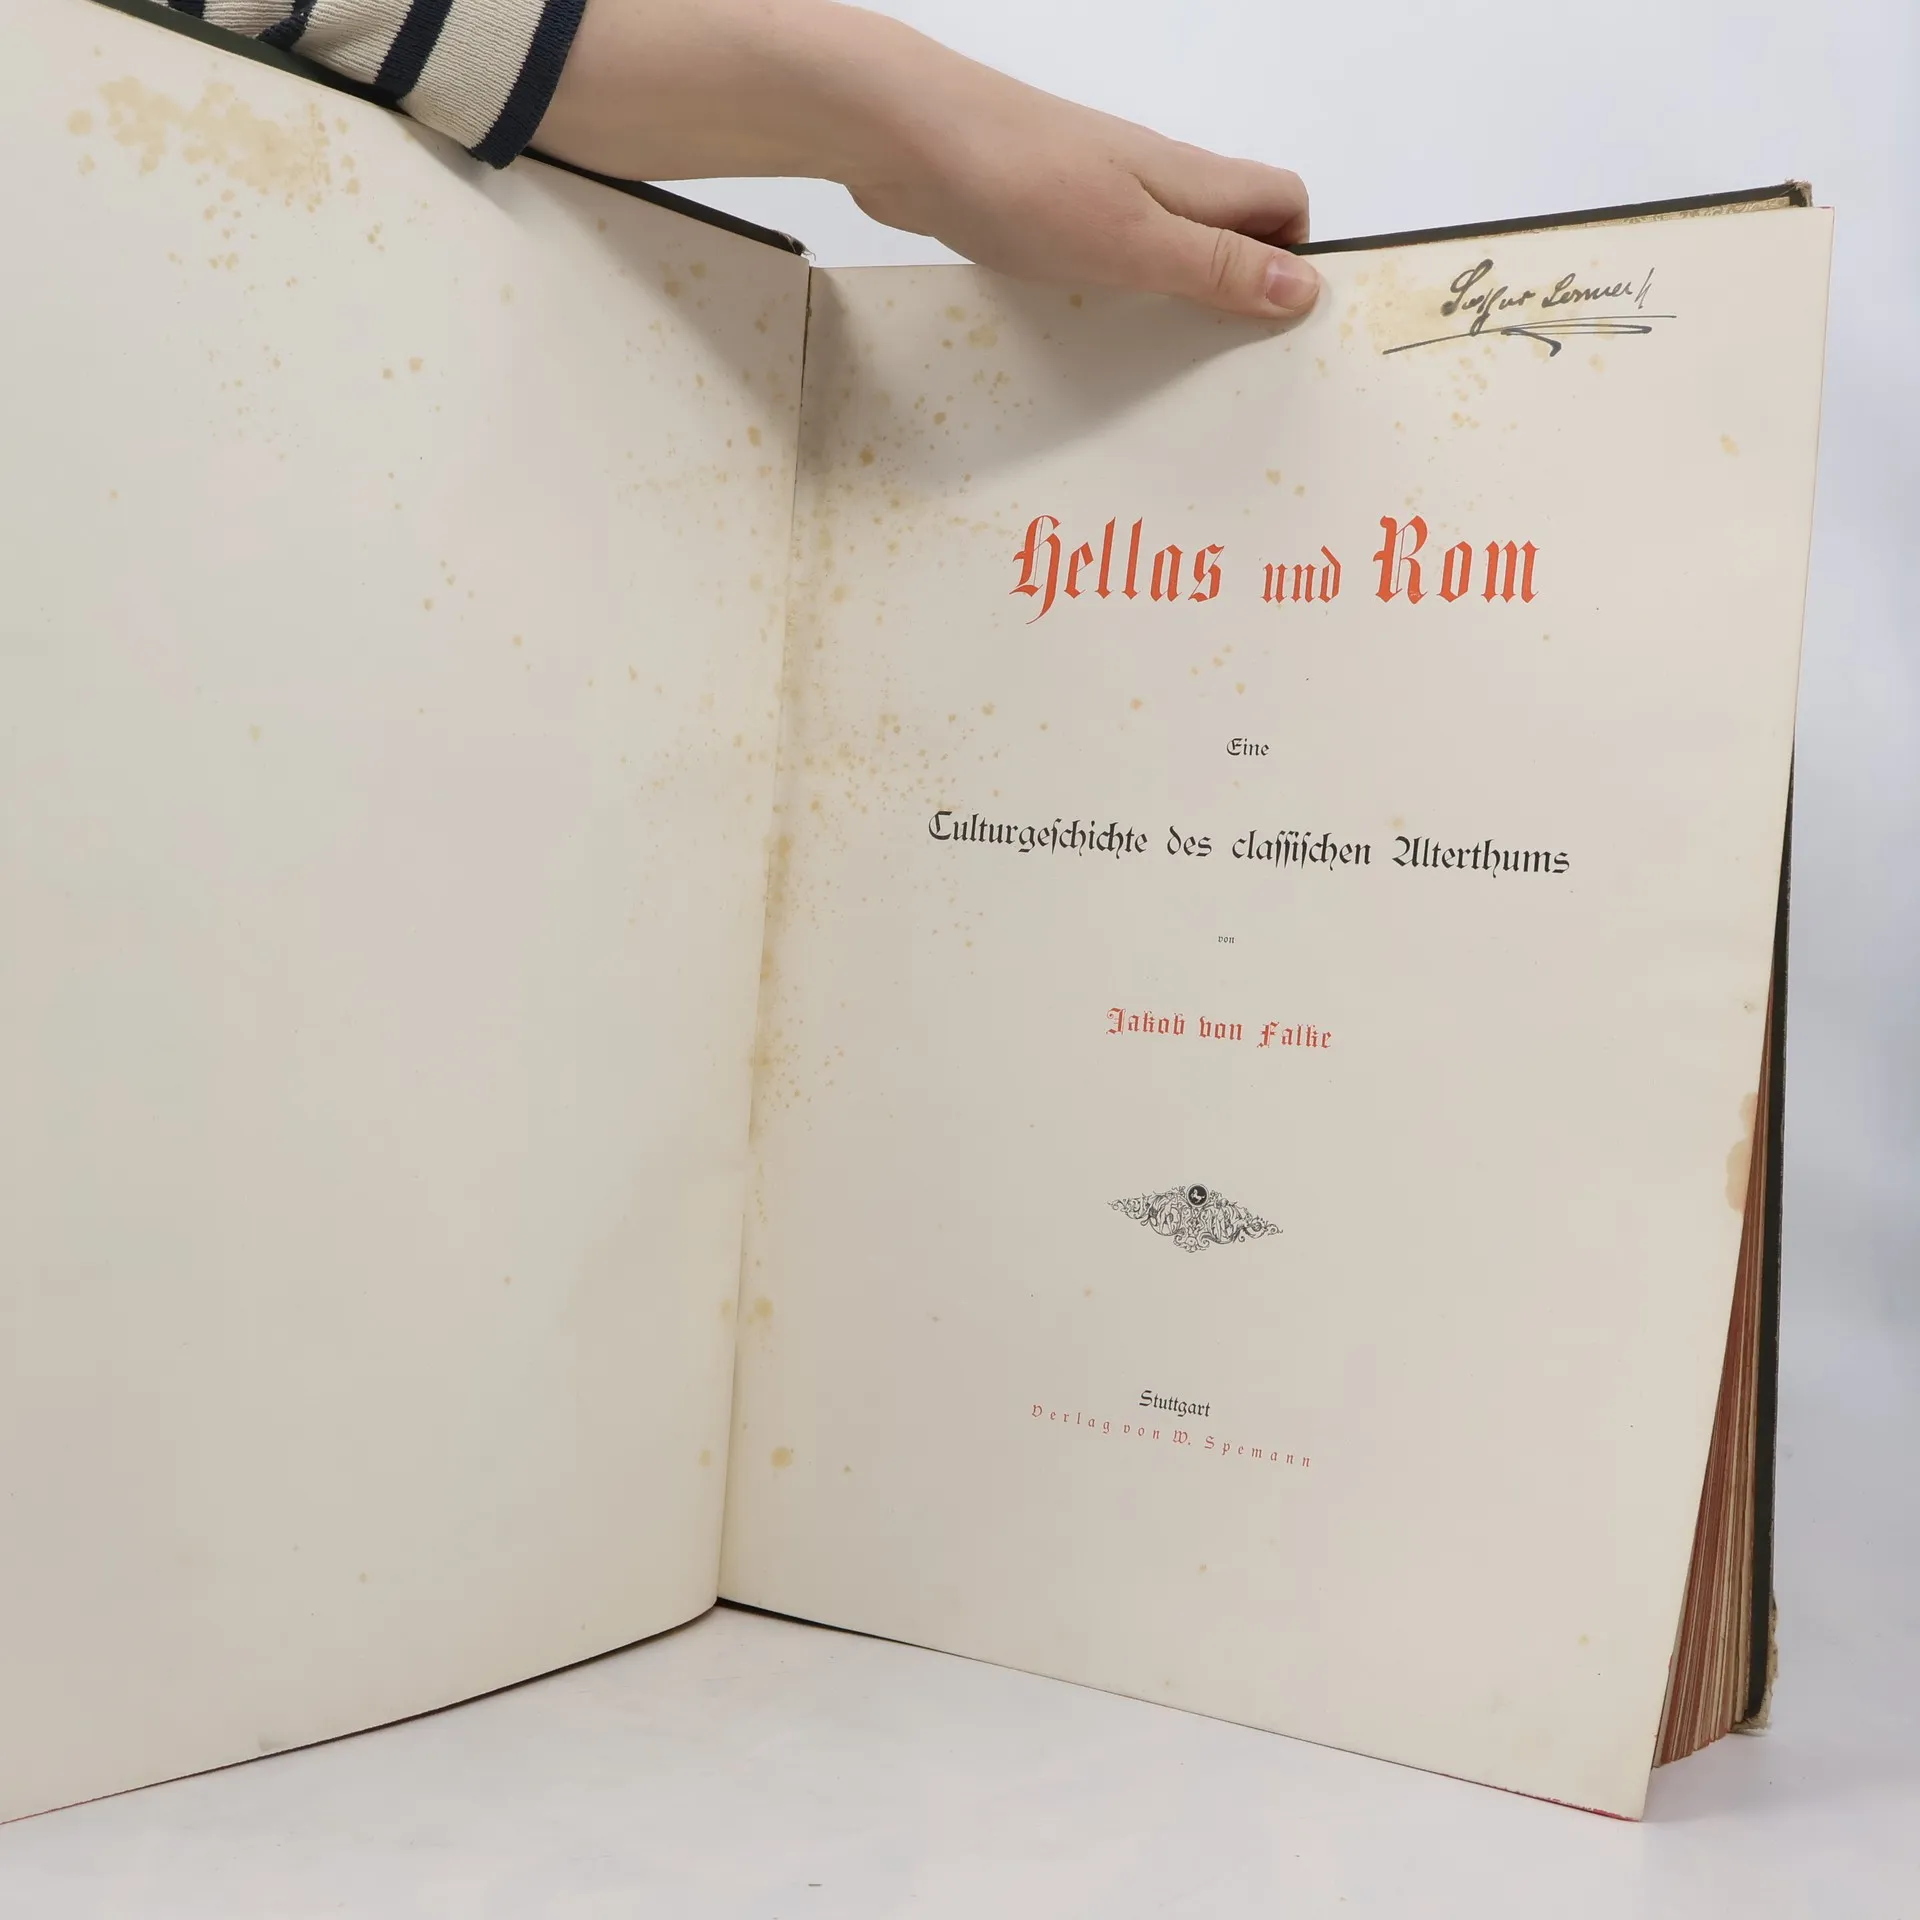 Hellas und Rom
Eine
Culturgeſchichte des claſſiſchen Alterthums
von
Jakob von Falke
Stuttgart
Verlag von W. Spemann